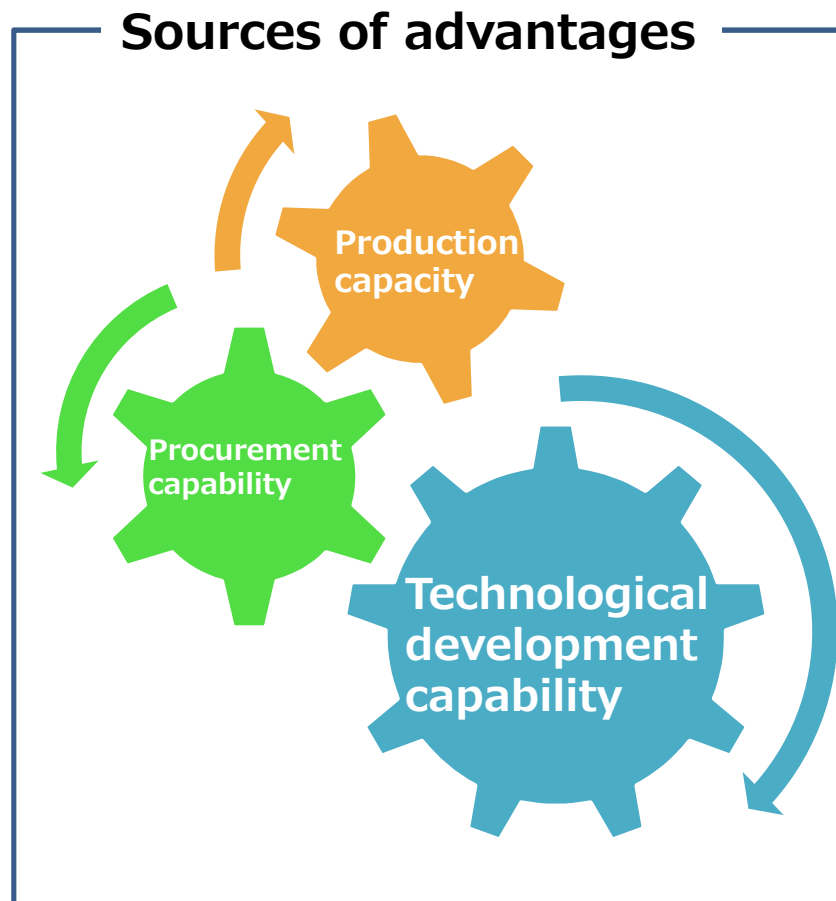 Sources of advantages
Production
capacity
Procurement
capability
Technological
development
capability